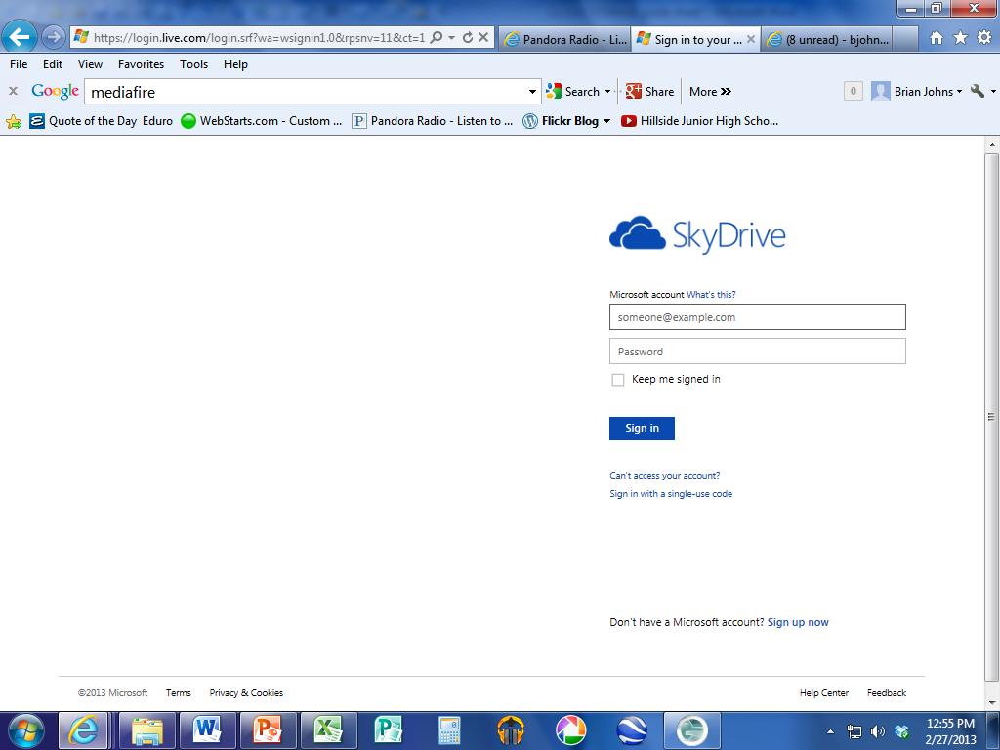 https://login.live.com/login.srf?wa=wsignin1.0&rpsnv=11&ct=1
Pandora Radio - Li...
Sign in to your ...
(8 unread) - bjohn...
File Edit View Favorites Tools Help
x Google mediafire Search Share More » 0 Brian Johns
Quote of the Day Eduro WebStarts.com - Custom ... P Pandora Radio - Listen to ... Flickr Blog Hillside Junior High Scho...
SkyDrive
Microsoft account What's this?
someone@example.com
Password
Keep me signed in
Sign in
Can't access your account?
Sign in with a single-use code
Don't have a Microsoft account? Sign up now
©2013 Microsoft Terms Privacy & Cookies Help Center Feedback
12:55 PM
2/27/2013